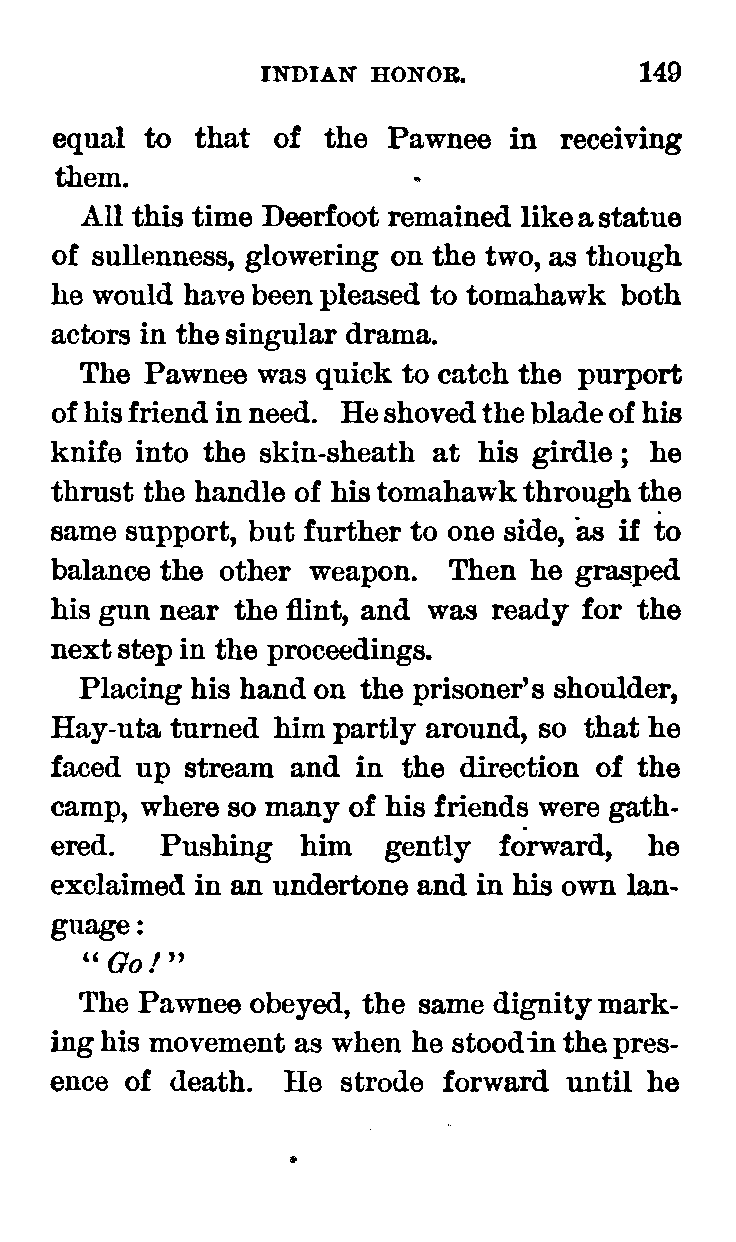 INDIAN HONOR. 149
equal to that of the Pawnee in receiving
them.
All this time Deerfoot remained like a statue
of sullenness, glowering on the two, as though
he would have been pleased to tomahawk both
actors in the singular drama.
The Pawnee was quick to catch the purport
of his friend in need. He shoved the blade of his
knife into the skin-sheath at his girdle; he
thrust the handle of his tomahawk through the
same support, but further to one side, as if to
balance the other weapon. Then he grasped
his gun near the flint, and was ready for the
next step in the proceedings.
Placing his hand on the prisoner's shoulder,
Hay-uta turned him partly around, so that he
faced up stream and in the direction of the
camp, where so many of his friends were gath-
ered. Pushing him gently forward, he
exclaimed in an undertone and in his own lan-
guage:
"Go!"
The Pawnee obeyed, the same dignity mark-
ing his movement as when he stood in the pres-
ence of death. He strode forward until he